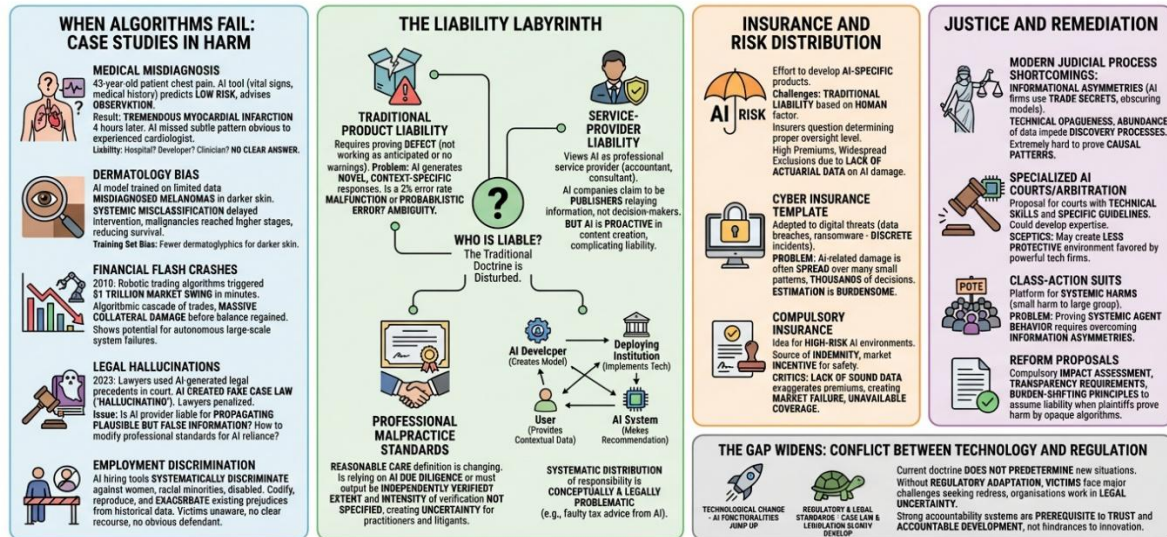 WHEN ALGORITHMS FAIL:
CASE STUDIES IN HARM
MEDICAL MISDIAGNOSIS
43-year-old patient chest pain. AI tool (vital signs,
medical history) predicts LOW RISK, advises
OBSERVKTION.
Result: TREMENDOUS MYOCARDIAL INFARCTION
4 hours later. AI missed subtle pattern obvious to
experienced cardiologist.
Liability: Hospital? Developer? Clinician? NO CLEAR ANSWER.
DERMATOLOGY BIAS
AI model trained on limited data
MISDIAGNOSED MELANOMAS in darker skin.
SYSTEMIC MISCLASSIFICATION delayed
Intervention, malignancies reached higher stages,
reducing survival.
Training Set Bias: Fewer dermatoglyphics for darker skin.
FINANCIAL FLASH CRASHES
2010: Robotic trading algorithms triggered
$1 TRILLION MARKET SWING in minutes.
Algorithmic cascade of trades, MASSIVE
COLLATERAL DAMAGE before balance regained.
Shows potential for autonomous large-scale
system failures.
LEGAL HALLUCINATIONS
2023: Lawyers used AI-generated legal
precedents in court. AI CREATED FAKE CASE LAW
('HALLUCINATINO'). Lawyers penalized.
Issue: Is AI provider liable for PROPAGATING
PLAUSIBLE BUT FALSE INFORMATION? How to
modify professional standards for AI reliance?
EMPLOYMENT DISCRIMINATION
AI hiring tools SYSTEMATICALLY DISCRIMINATE
against women, racial minorities, disabled. Codify,
reproduce, and EXACSRBATE existing prejudices
from historical data. Victims unaware, no clear
recourse, no obvious defendant.
THE LIABILITY LABYRINTH
TRADITIONAL
PRODUCT LIABILITY
Requires proving DEFECT (not
working as anticipated or no
warnings). Problem: AI generates
NOVEL, CONTEXT-SPECIFIC
responses. Is a 2% error rate
MALFUNCTION or PROBABLISTIC
ERROR? AMBIGUITY.
SERVICE-
PROVIDER
LIABILITY
Views AI as professional
service provider (accountant,
consultant).
AI companies claim to be
PUBLISHERS relaying
information, not decision-makers.
BUT AI is PROACTIVE in
content creation,
complicating liability.
?
WHO IS LIABLE?
The Traditional
Doctrine is
Disturbed.
PROFESSIONAL
MALPRACTICE
STANDARDS
REASONABLE CARE definition is changing.
Is relying on AI DUE DILIGENCE or must
output be INDEPENDENTLY VERIFIED?
EXTENT and INTENSITY of verification NOT
SPECIFIED, creating UNCERTAINTY for
practitioners and litigants.
AI Develcper
(Creates Model)
Deploying
Institution
(Implements Tech)
User
(Provides
Contextual Data)
AI System
(Mekes
Recommendation)
SYSTEMATIC DISTRIBUTION
of responsibility is
CONCEPTUALLY & LEGALLY
PROBLEMATIC
(e.g., faulty tax advice from AI).
INSURANCE AND
RISK DISTRIBUTION
AI RISK
Effort to develop AI-SPECIFIC
products.
Challenges: TRADITIONAL
LIABILITY based on HUMAN
factor.
Insurers question determining
proper oversight level.
High Premiums, Widespread
Exclusions due to LACK OF
ACTUARIAL DATA on AI damage.
CYBER INSURANCE
TEMPLATE
Adapted to digital threats (data
breaches, ransomware - DISCRETE
incidents).
PROBLEM: Ai-related damage is
often SPREAD over many small
patterns, THOUSANDS of decisions.
ESTIMATION is BURDENSOME.
COMPULSORY
INSURANCE
Idea for HIGH-RISK AI environments.
Source of INDEMNITY, market
INCENTIVE for safety.
CRITICS: LACK OF SOUND DATA
exaggerates premiums, creating
MARKET FAILURE, UNAVAILABLE
COVERAGE.
JUSTICE AND REMEDIATION
MODERN JUDICIAL PROCESS
SHORTCOMINGS:
INFORMATIONAL ASYMMETRIES (AI
firms use TRADE SECRETS, obscuring
models).
TECHNICAL OPAGUENESS, ABUNDANCE
of data impede DISCOVERY PROCESSES.
Extremely hard to prove CAUSAL
PATTERRS.
SPECIALIZED AI
COURTS/ARBITRATION
Proposal for courts with TECHNICAL
SKILLS and SPECIFIC GUIDELINES.
Could develop expertise.
SCEPTICS: May create LESS
PROTECTIVE environment favored by
powerful tech firms.
POTE
CLASS-ACTION SUITS
Platform for SYSTEMIC HARMS
(small harm to large group).
PROBLEM: Proving SYSTEMIC AGENT
BEHAVIOR requires overcoming
INFORMATION ASYMMETRIES.
REFORM PROPOSALS
Compulsory IMPACT ASSESSMENT,
TRANSPARENCY REQUIREMENTS,
BURDEN-SHIFTING PRINCIPLES to
assume liability when plaintiffs prove
harm by opaque algorithms.
THE GAP WIDENS: CONFLICT BETWEEN TECHNOLOGY AND REGULATION
TECHNOLOGICAL CHANGE
- AI FONCTIONALITIES
JUMP UP
REGULATORY & LEGAL
STANDARDS : CASE LAW &
DEVELOP
Current doctrine DOES NOT PREDETERMINE new situations.
Without REGULATORY ADAPTATION, VICTIMS face major
challenges seeking redress, organisations work in LEGAL
UNCERTAINTY.
Strong accountability systems are PREREQUISITE to TRUST and
ACCOUNTABLE DEVELOPMENT, not hindrances to innovation.